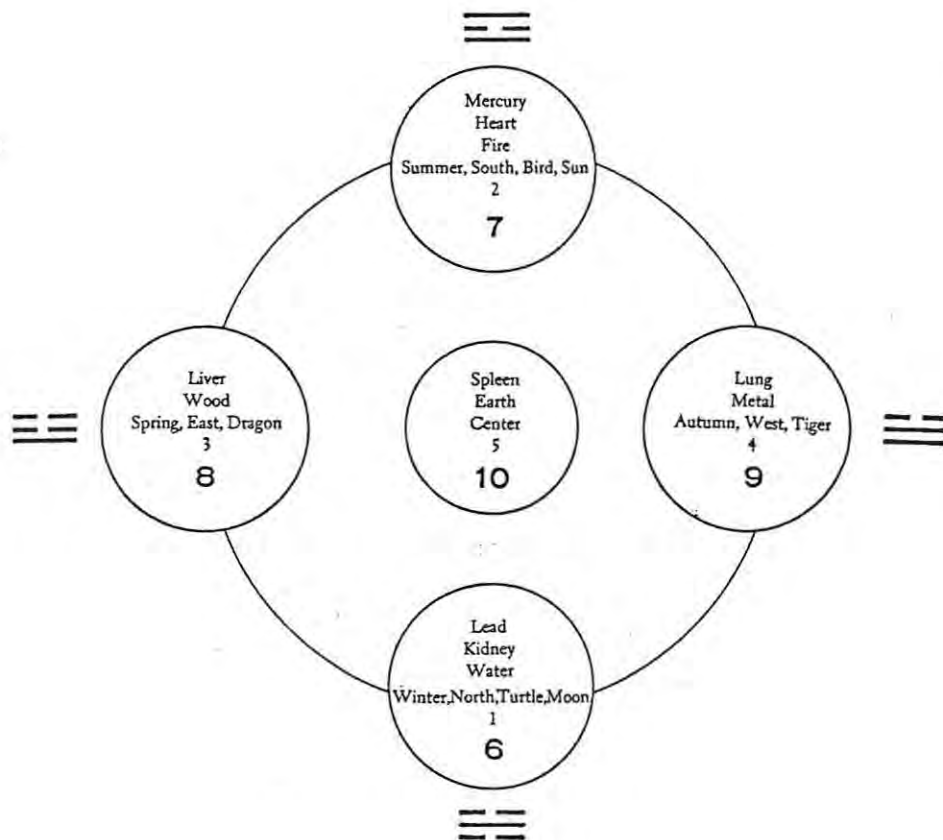 Mercury
Heart
Fire
Summer, South, Bird, Sun
2
7
Liver
Wood
Spring, East, Dragon
3
8
Spleen
Earth
Center
5
10
Lung
Metal
Autumn, West, Tiger
4
9
Lead
Kidney
Water
Winter,North,Turtle,Moon
1
6